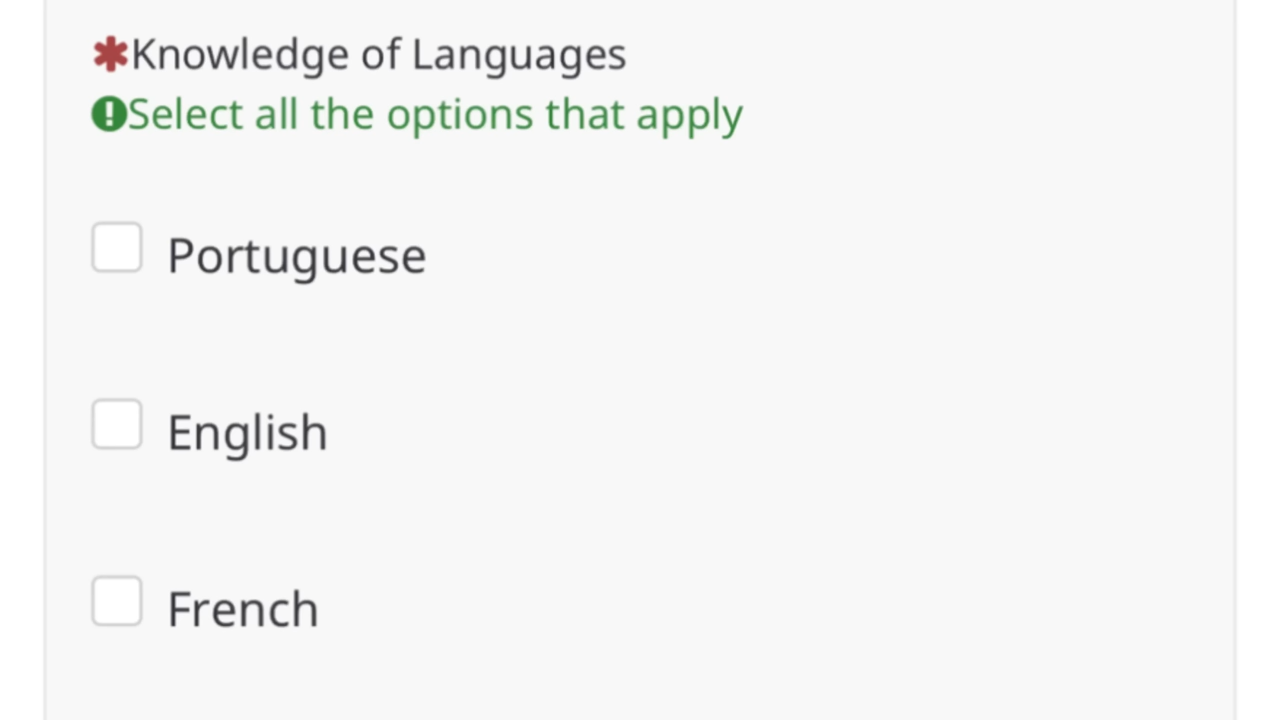 Knowledge of Languages
Select all the options that apply
Portuguese
English
French